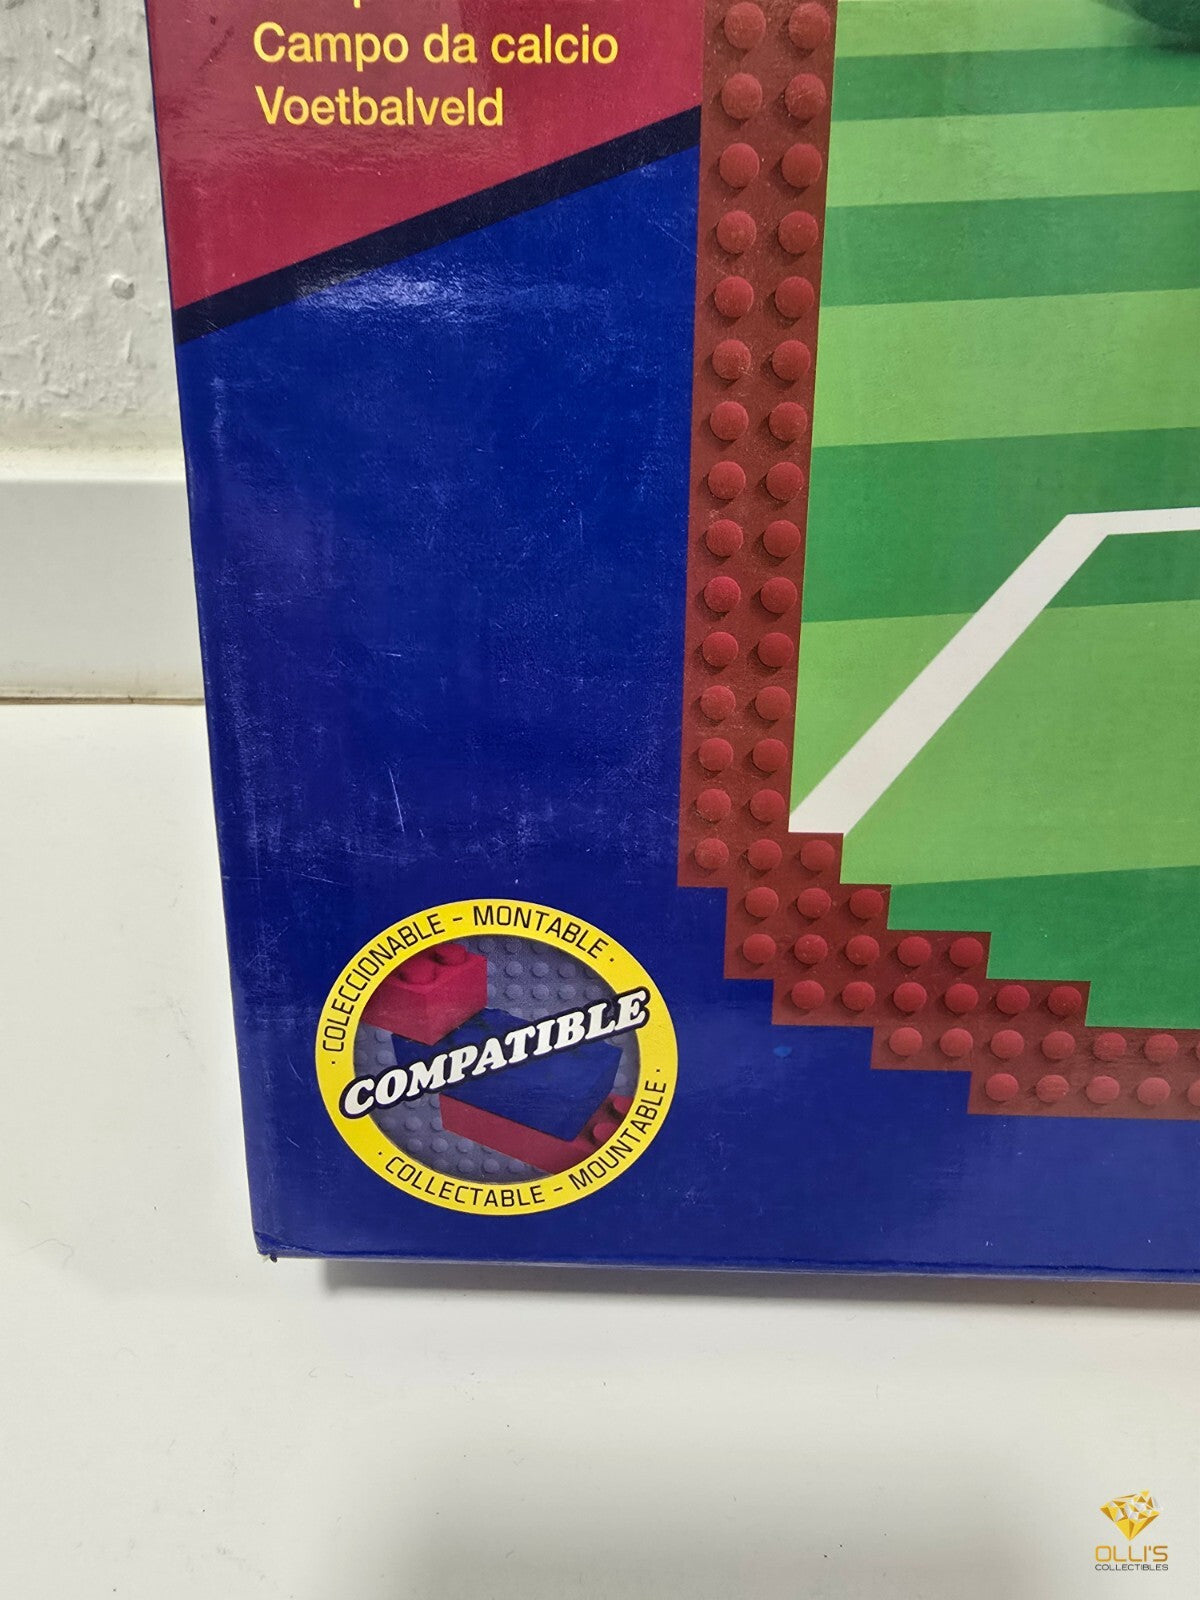 Campo da calcio
Voetbalveld
· COLECCIONABLE - MONTABLE ·
COMPATIBLE
· COLLECTABLE - MOUNTABLE ·
OLLI'S
COLLECTIBLES